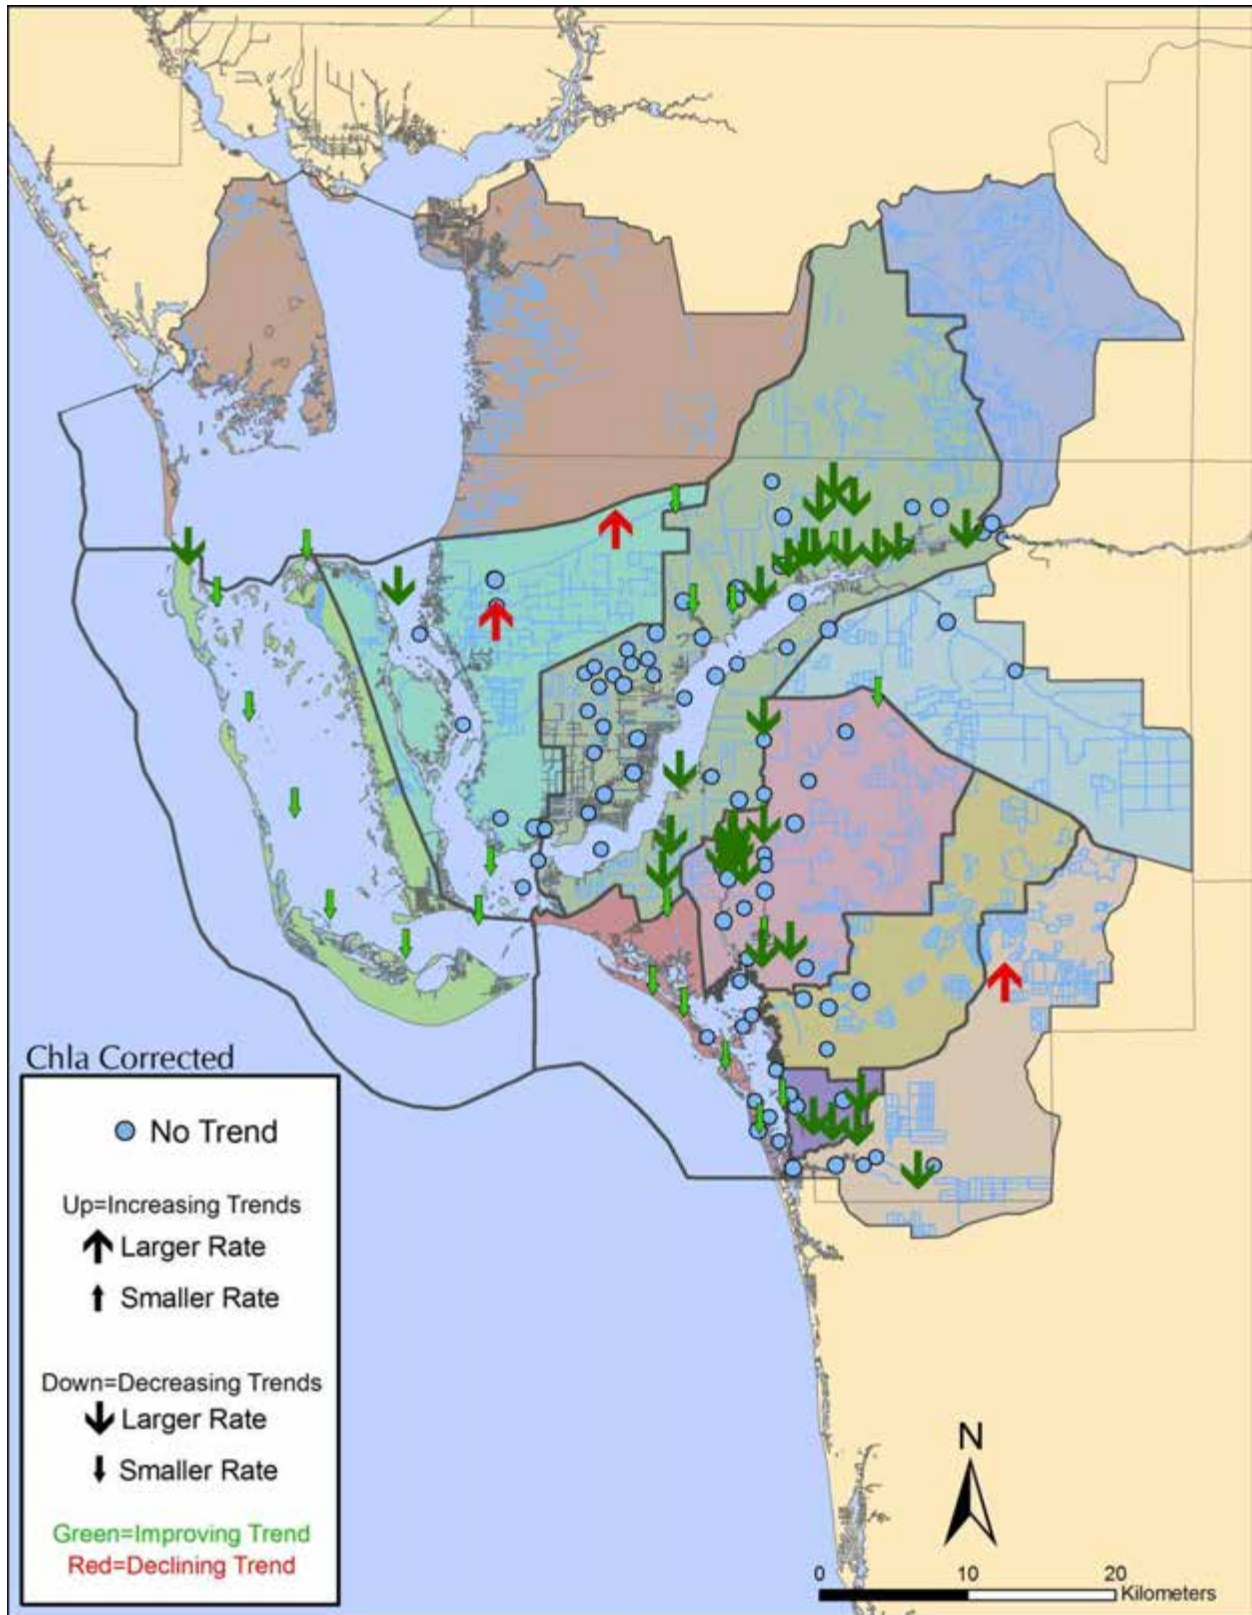 Chla Corrected
No Trend
Up=Increasing Trends
Larger Rate
Smaller Rate
Down=Decreasing Trends
Larger Rate
Smaller Rate
Green=Improving Trend
Red=Declining Trend
N
0 10 20
Kilometers